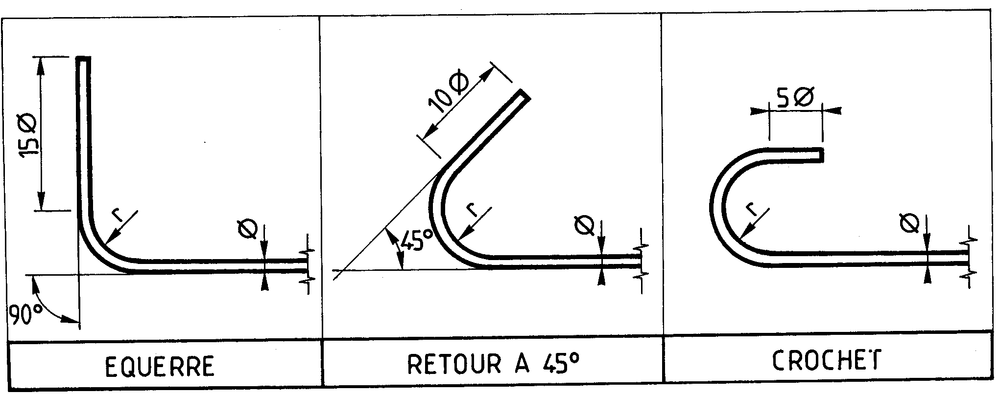 15Ø
r
Ø
90°
10Ø
r
45°
Ø
5Ø
r
Ø
EQUERRE
RETOUR A 45°
CROCHET